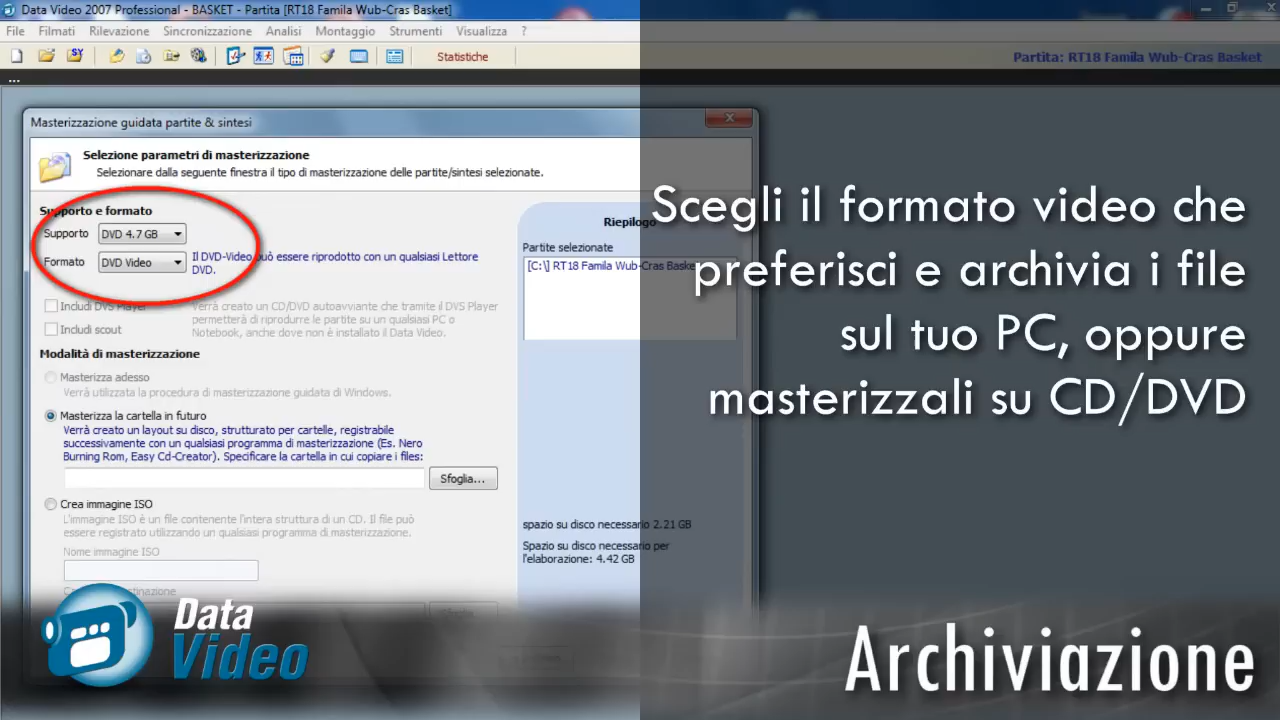 Data Video 2007 Professional - BASKET - Partita [RT18 Famila Wub-Cras Basket]
File Filmati Rilevazione Sincronizzazione Analisi Montaggio Strumenti Visualizza ?
SY Statistiche Partita: RT18 Famila Wub-Cras Basket
...
Masterizzazione guidata partite & sintesi
Selezione parametri di masterizzazione
Selezionare dalla seguente finestra il tipo di masterizzazione delle partite/sintesi selezionate.
Supporto e formato
Supporto DVD 4.7 GB
Formato DVD Video
Il DVD-Video può essere riprodotto con un qualsiasi Lettore
DVD.
Includi DVS Player
Verrà creato un CD/DVD autoavviante che tramite il DVS Player
permetterà di riprodurre le partite su un qualsiasi PC o
Notebook, anche dove non è installato il Data Video.
Includi scout
Modalità di masterizzazione
Masterizza adesso
Verrà utilizzata la procedura di masterizzazione guidata di Windows.
Masterizza la cartella in futuro
Verrà creato un layout su disco, strutturato per cartelle, registrabile
successivamente con un qualsiasi programma di masterizzazione (Es. Nero
Burning Rom, Easy Cd-Creator). Specificare la cartella in cui copiare i files:
Sfoglia...
Crea immagine ISO
L'immagine ISO è un file contenente l'intera struttura di un CD. Il file può
essere registrato utilizzando un qualsiasi programma di masterizzazione.
Nome immagine ISO
Riepilogo
Partite selezionate
[C:\] RT18 Famila Wub-Cras Basket
spazio su disco necessario 2.21 GB
Spazio su disco necessario per
l'elaborazione: 4.42 GB
Scegli il formato video che
preferisci e archivia i file
sul tuo PC, oppure
masterizzali su CD/DVD
Data
Video
Archiviazione